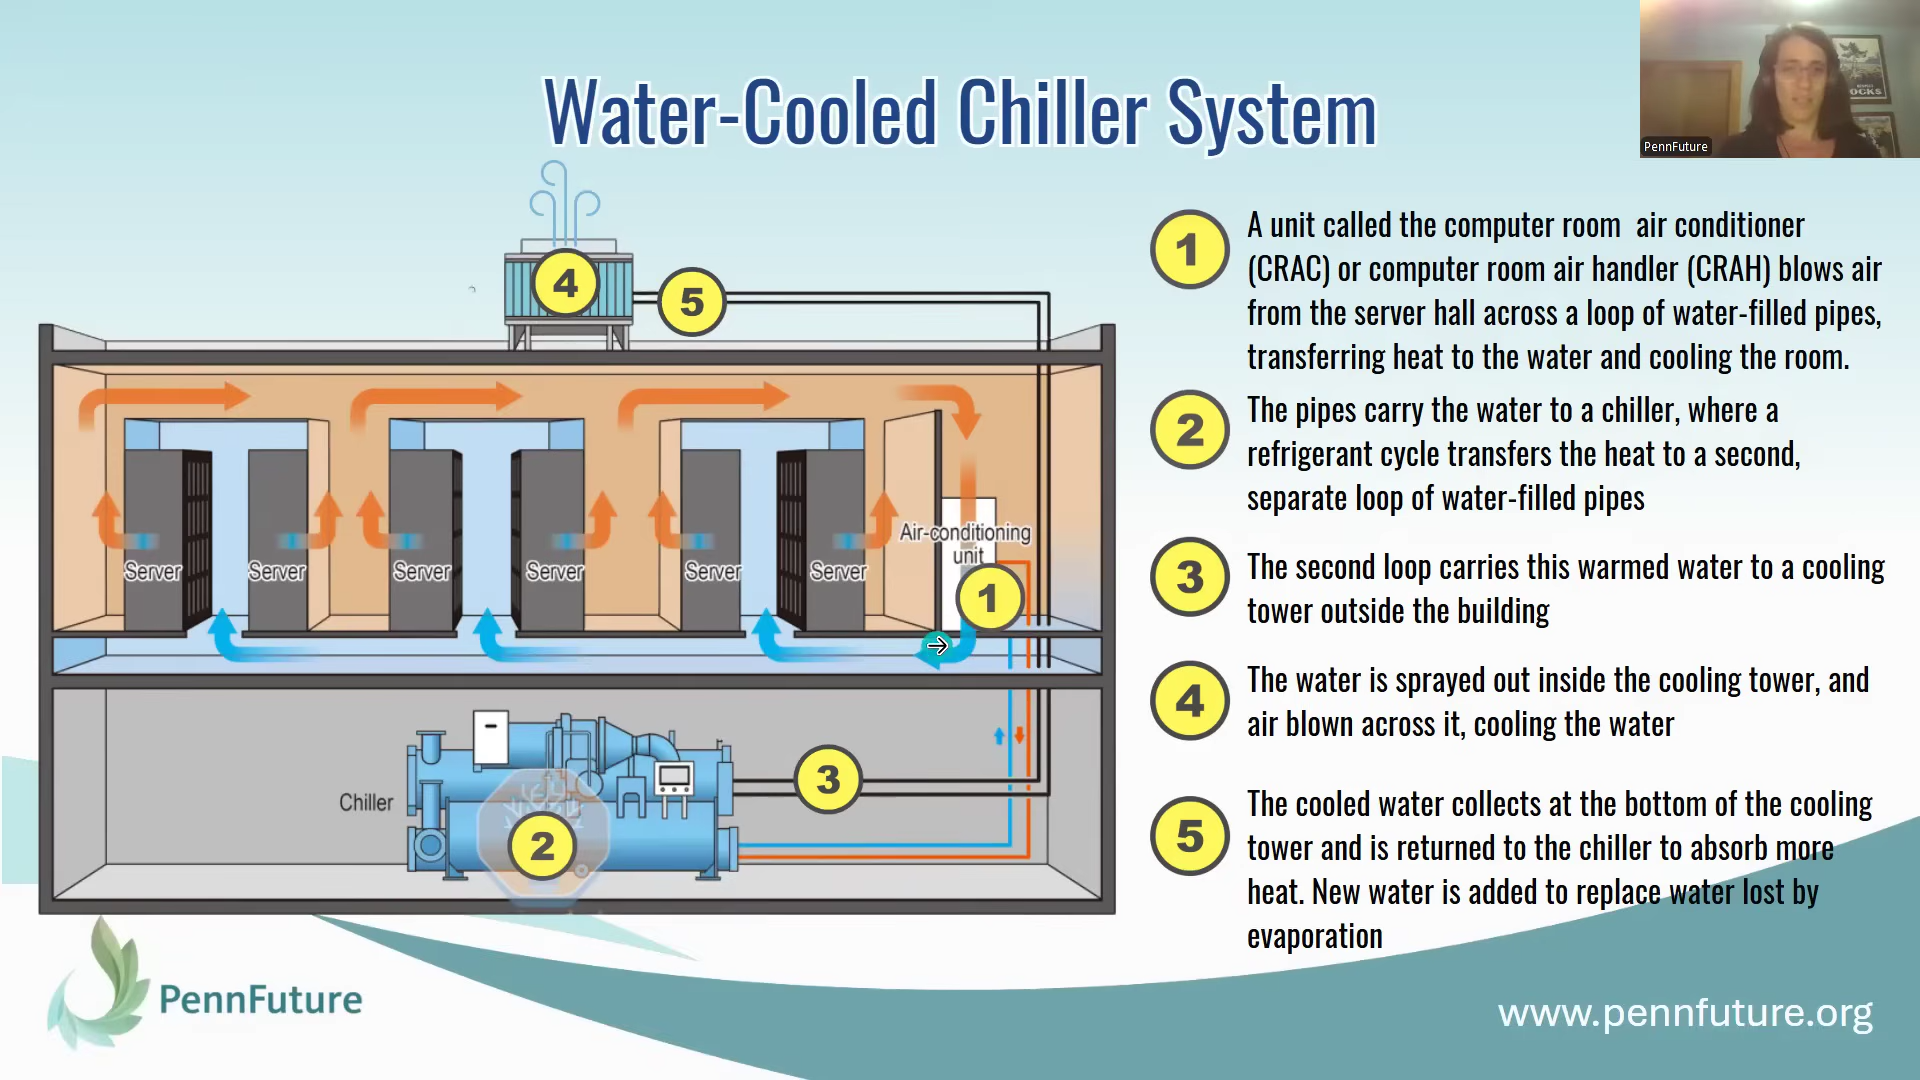 Water-Cooled Chiller System
PennFuture
1
A unit called the computer room air conditioner
(CRAC) or computer room air handler (CRAH) blows air
from the server hall across a loop of water-filled pipes,
transferring heat to the water and cooling the room.
2
The pipes carry the water to a chiller, where a
refrigerant cycle transfers the heat to a second,
separate loop of water-filled pipes
3
The second loop carries this warmed water to a cooling
tower outside the building
4
The water is sprayed out inside the cooling tower, and
air blown across it, cooling the water
5
The cooled water collects at the bottom of the cooling
tower and is returned to the chiller to absorb more
heat. New water is added to replace water lost by
evaporation
4
5
Air-conditioning
unit
Server
Server
Server
Server
Server
Server
1
3
Chiller
2
PennFuture
www.pennfuture.org